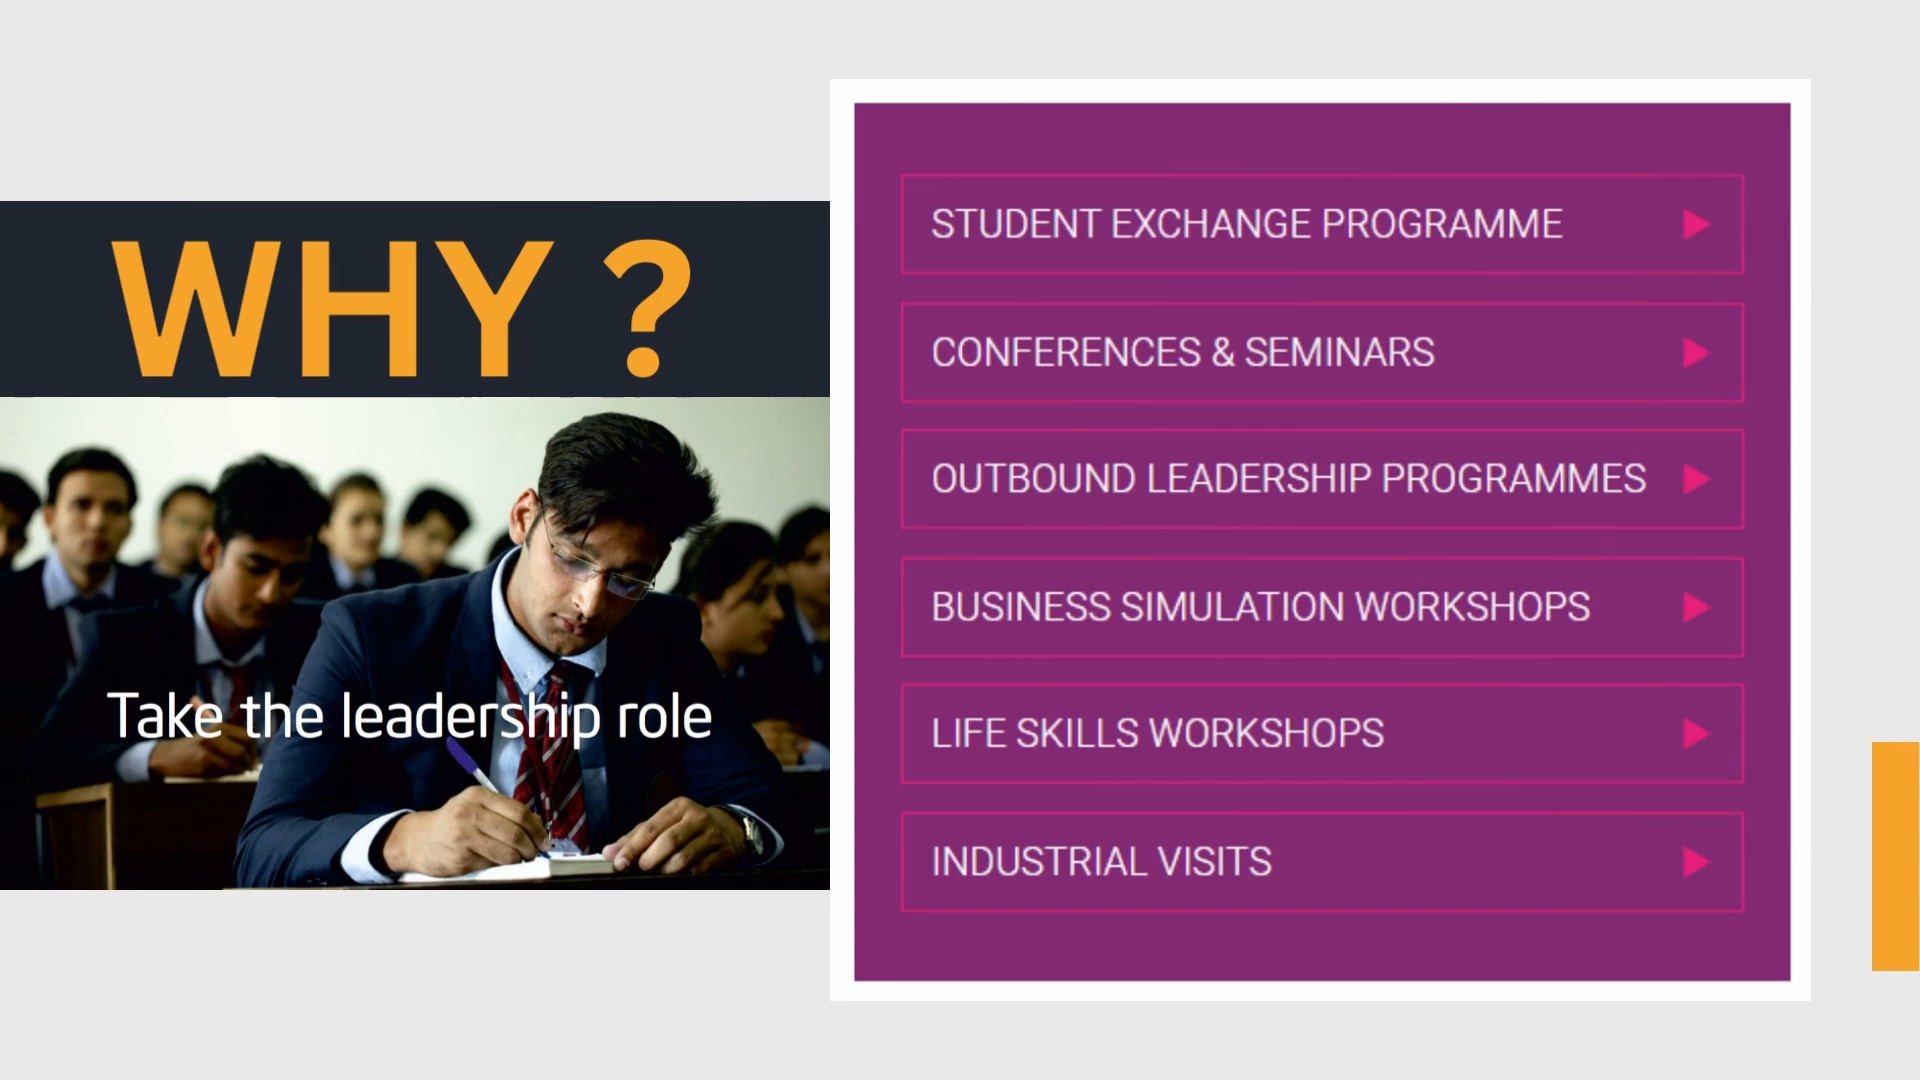 WHY ?
Take the leadership role
STUDENT EXCHANGE PROGRAMME
CONFERENCES & SEMINARS
OUTBOUND LEADERSHIP PROGRAMMES
BUSINESS SIMULATION WORKSHOPS
LIFE SKILLS WORKSHOPS
INDUSTRIAL VISITS